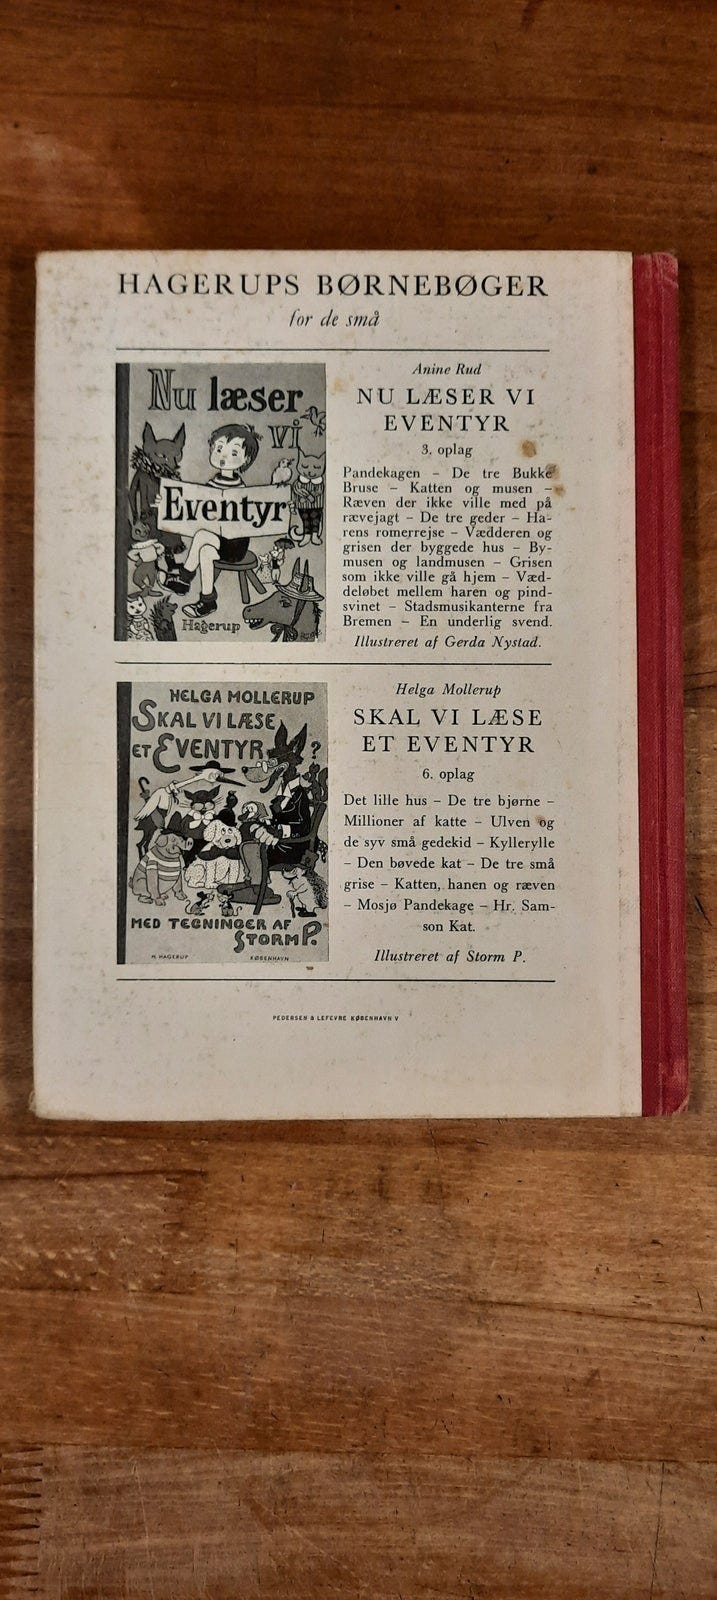 HAGERUPS BØRNEBØGER
for de små
Nu læser
vi
Eventyr
Hagerup
Anine Rud
NU LÆSER VI
EVENTYR
3. oplag
Pandekagen – De tre Bukke
Bruse – Katten og musen –
Ræven der ikke ville med på
rævejagt – De tre geder – Ha-
rens romerrejse – Vædderen og
grisen der byggede hus – By-
musen og landmusen – Grisen
som ikke ville gå hjem – Væd-
deløbet mellem haren og pind-
svinet – Stadsmusikanterne fra
Bremen – En underlig svend.
Illustreret af Gerda Nystad.
HELGA MOLLERUP
SKAL VI LÆSE
ET EVENTYR ?
MED TEGNINGER AF
STORM P.
H. HAGERUP KØBENHAVN
Helga Mollerup
SKAL VI LÆSE
ET EVENTYR
6. oplag
Det lille hus – De tre bjørne –
Millioner af katte – Ulven og
de syv små gedekid – Kyllerylle
– Den bøvede kat – De tre små
grise – Katten, hanen og ræven
– Mosjø Pandekage – Hr. Sam-
son Kat.
Illustreret af Storm P.
PEDERSEN & LEFEVRE KØBENHAVN V